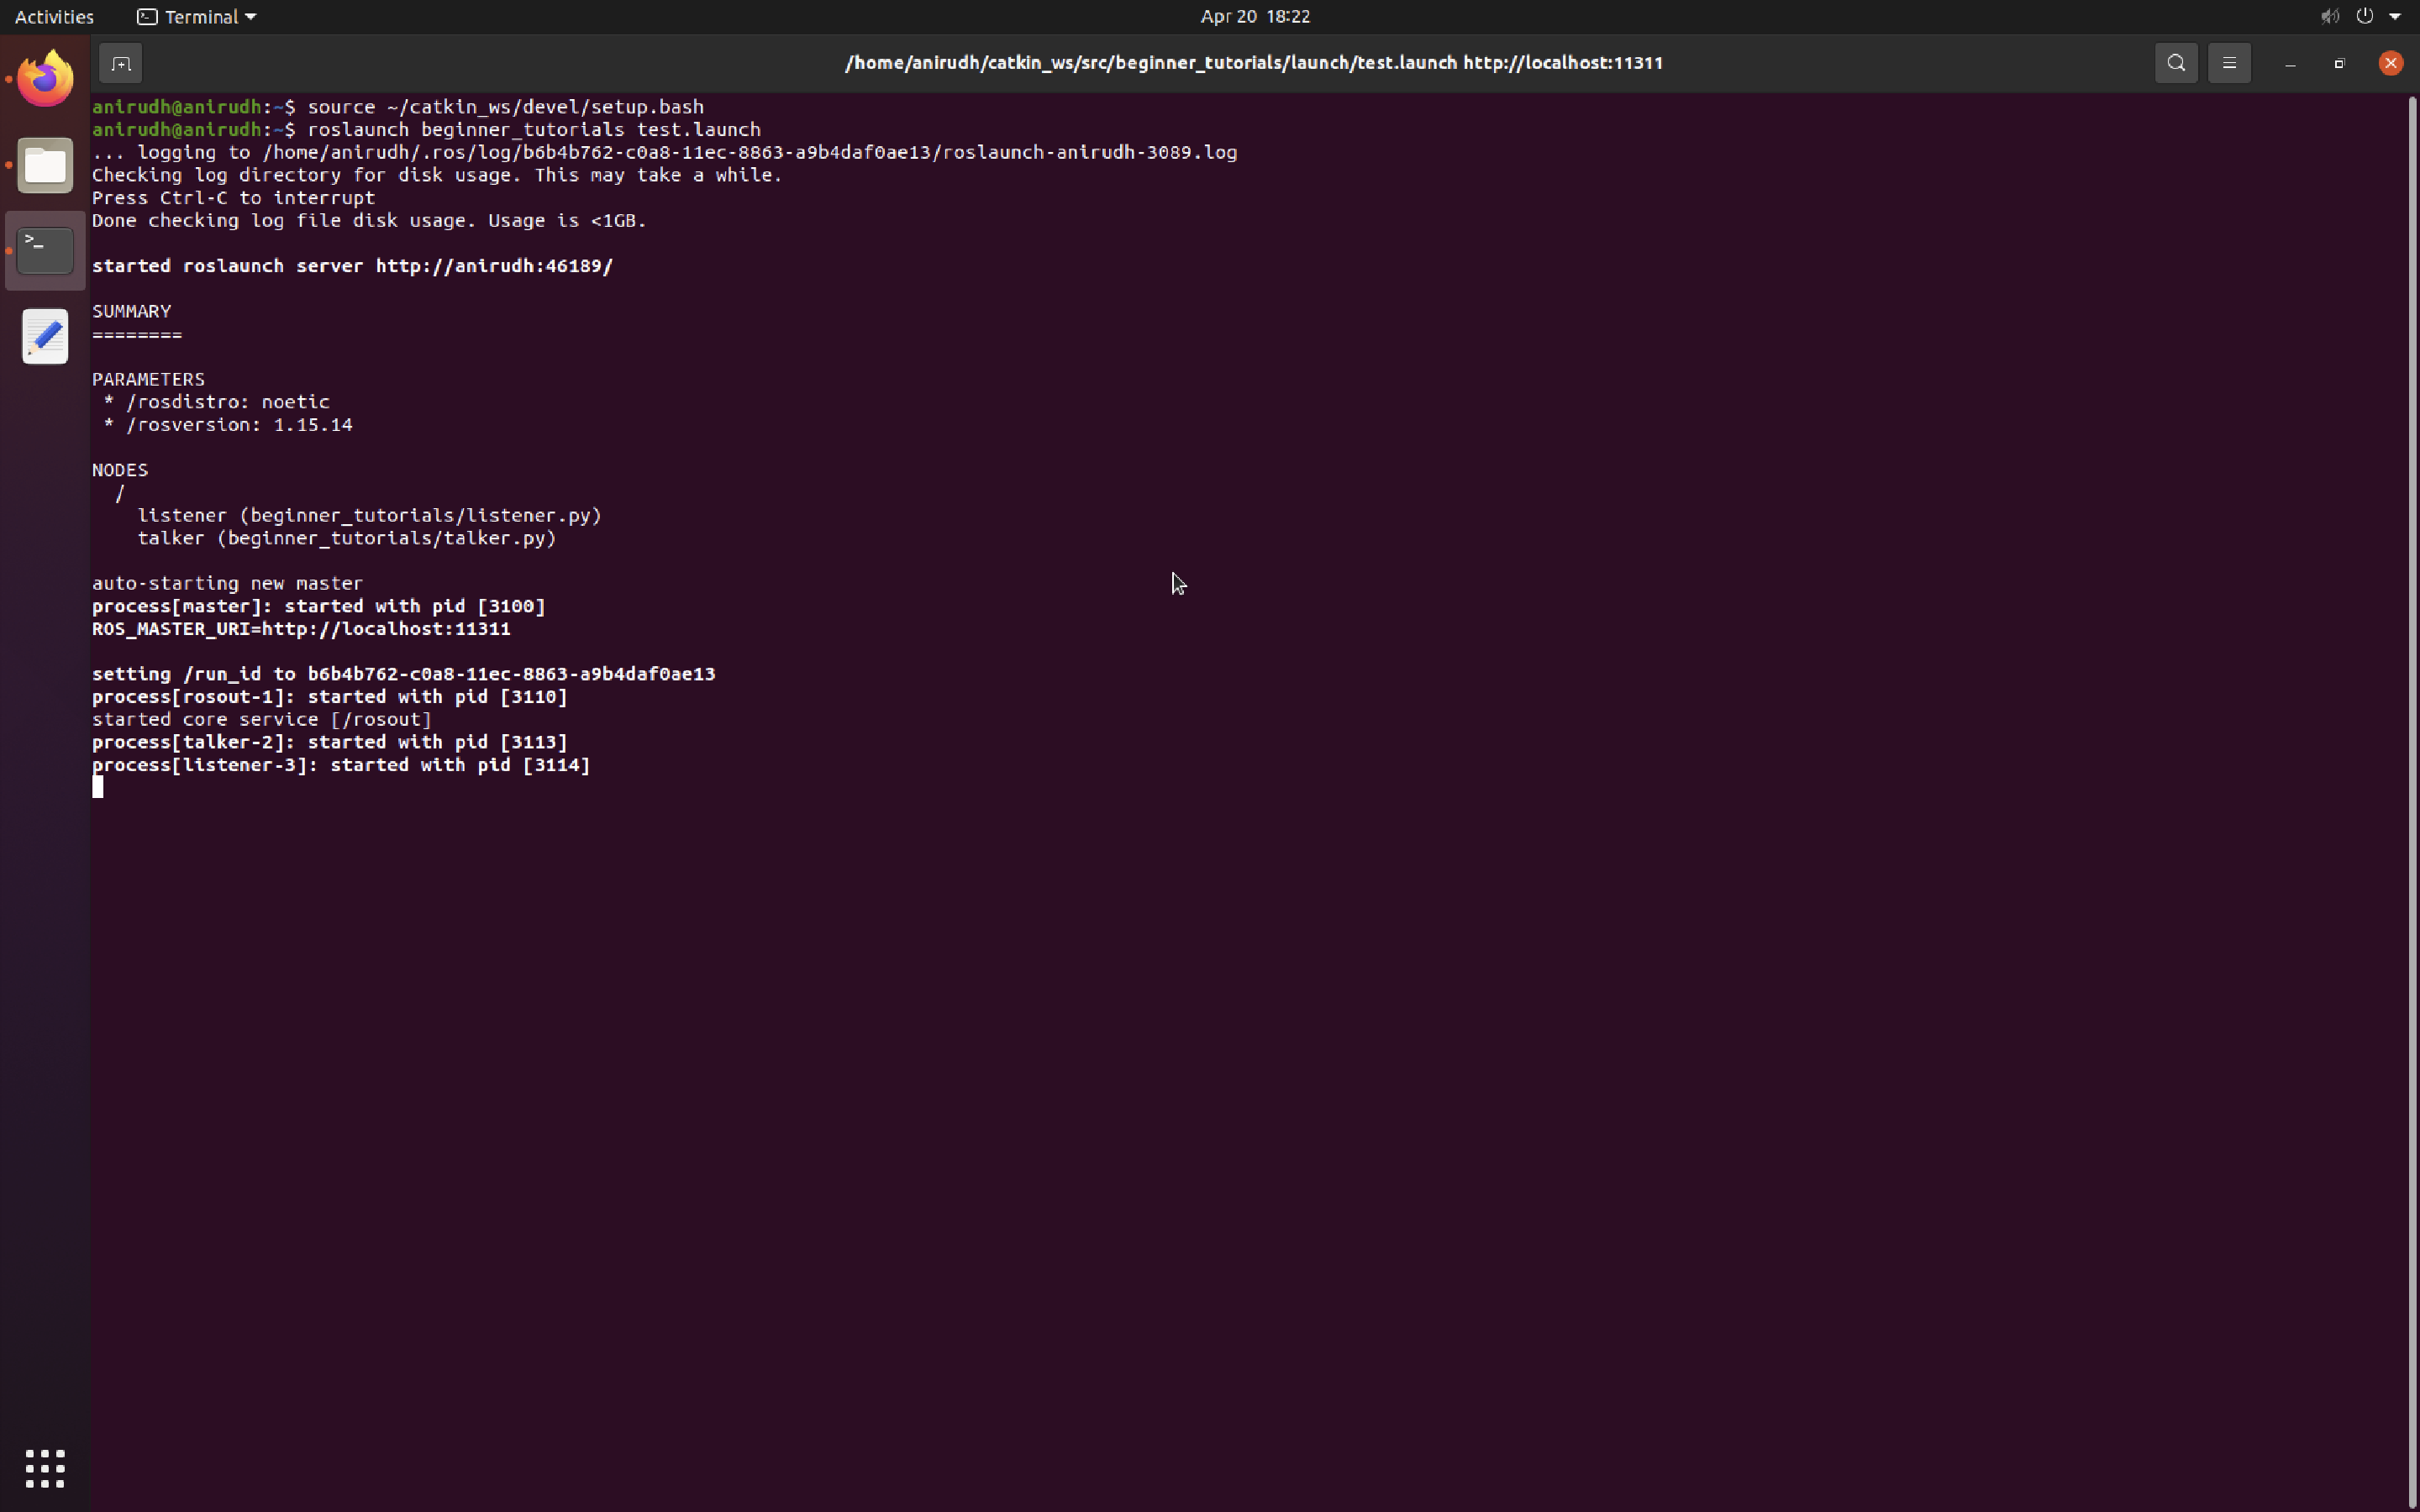 Activities
Terminal
Apr 20 18:22
/home/anirudh/catkin_ws/src/beginner_tutorials/launch/test.launch http://localhost:11311
anirudh@anirudh:~$ source ~/catkin_ws/devel/setup.bash
anirudh@anirudh:~$ roslaunch beginner_tutorials test.launch
... logging to /home/anirudh/.ros/log/b6b4b762-c0a8-11ec-8863-a9b4daf0ae13/roslaunch-anirudh-3089.log
Checking log directory for disk usage. This may take a while.
Press Ctrl-C to interrupt
Done checking log file disk usage. Usage is <1GB.
started roslaunch server http://anirudh:46189/
SUMMARY
========
PARAMETERS
* /rosdistro: noetic
* /rosversion: 1.15.14
NODES
/
listener (beginner_tutorials/listener.py)
talker (beginner_tutorials/talker.py)
auto-starting new master
process[master]: started with pid [3100]
ROS_MASTER_URI=http://localhost:11311
setting /run_id to b6b4b762-c0a8-11ec-8863-a9b4daf0ae13
process[rosout-1]: started with pid [3110]
started core service [/rosout]
process[talker-2]: started with pid [3113]
process[listener-3]: started with pid [3114]